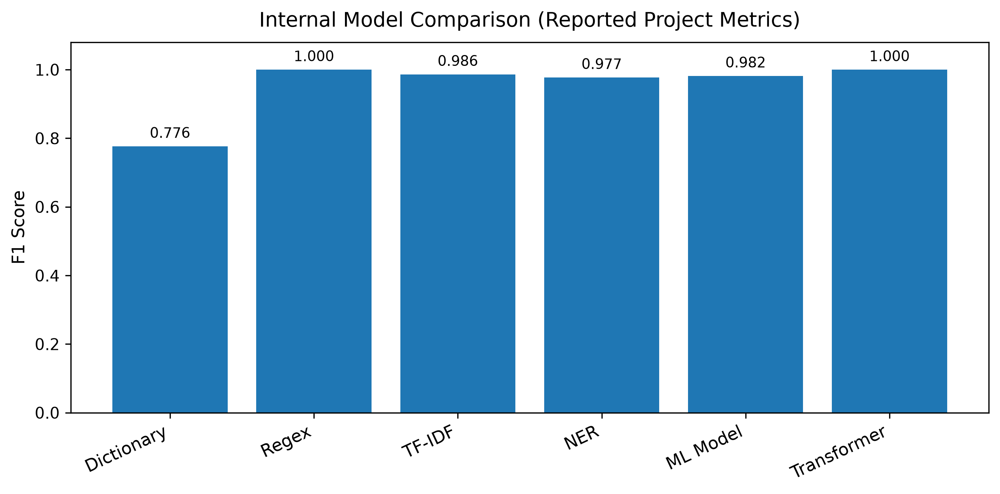 Internal Model Comparison (Reported Project Metrics)
F1 Score
1.0
0.8
0.6
0.4
0.2
0.0
0.776
1.000
0.986
0.977
0.982
1.000
Dictionary
Regex
TF-IDF
NER
ML Model
Transformer